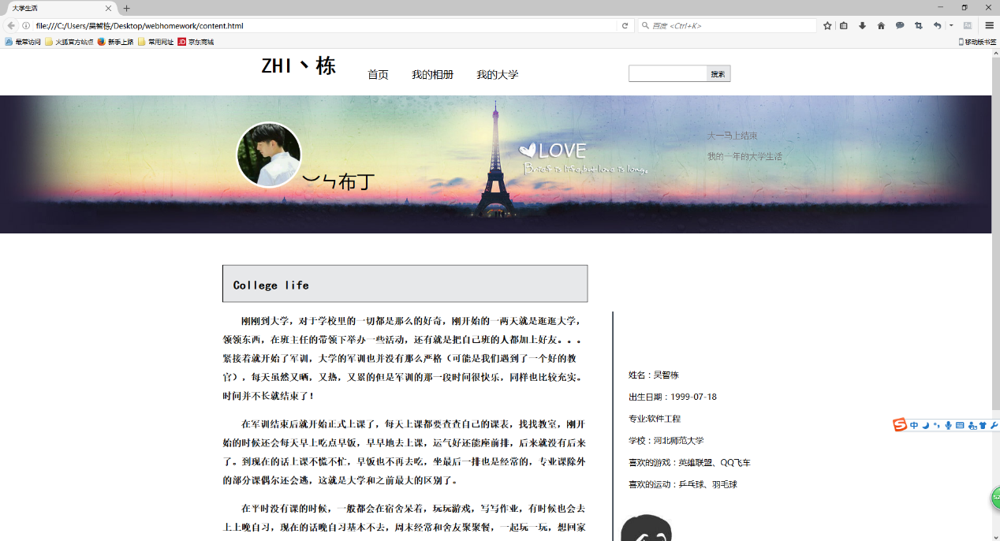 大学生活
file:///C:/Users/吴智栋/Desktop/webhomework/content.html
百度 <Ctrl+K>
最常访问 火狐官方站点 新手上路 常用网址 JD 京东商城
移动版书签
ZHI丶栋
首页 我的相册 我的大学
搜索
大一马上结束
LOVE
我的一年的大学生活
Brief is life,but love is long。
︶ㄣ布丁
College life
刚刚到大学，对于学校里的一切都是那么的好奇，刚开始的一两天就是逛逛大学，
领领东西，在班主任的带领下举办一些活动，还有就是把自己班的人都加上好友。。。
紧接着就开始了军训，大学的军训也并没有那么严格（可能是我们遇到了一个好的教
官），每天虽然又晒，又热，又累的但是军训的那一段时间很快乐，同样也比较充实。
时间并不长就结束了！
在军训结束后就开始正式上课了，每天上课都要查查自己的课表，找找教室，刚开
始的时候还会每天早上吃点早饭，早早地去上课，运气好还能座前排，后来就没有后来
了。到现在的话上课不慌不忙，早饭也不再去吃，坐最后一排也是经常的，专业课除外
的部分课偶尔还会逃，这就是大学和之前最大的区别了。
在平时没有课的时候，一般都会在宿舍呆着，玩玩游戏，写写作业，有时候也会去
上上晚自习，现在的话晚自习基本不去，周末经常和舍友聚聚餐，一起玩一玩，想回家
姓名：吴智栋
出生日期：1999-07-18
专业:软件工程
学校：河北师范大学
喜欢的游戏：英雄联盟、QQ飞车
喜欢的运动：乒乓球、羽毛球
中